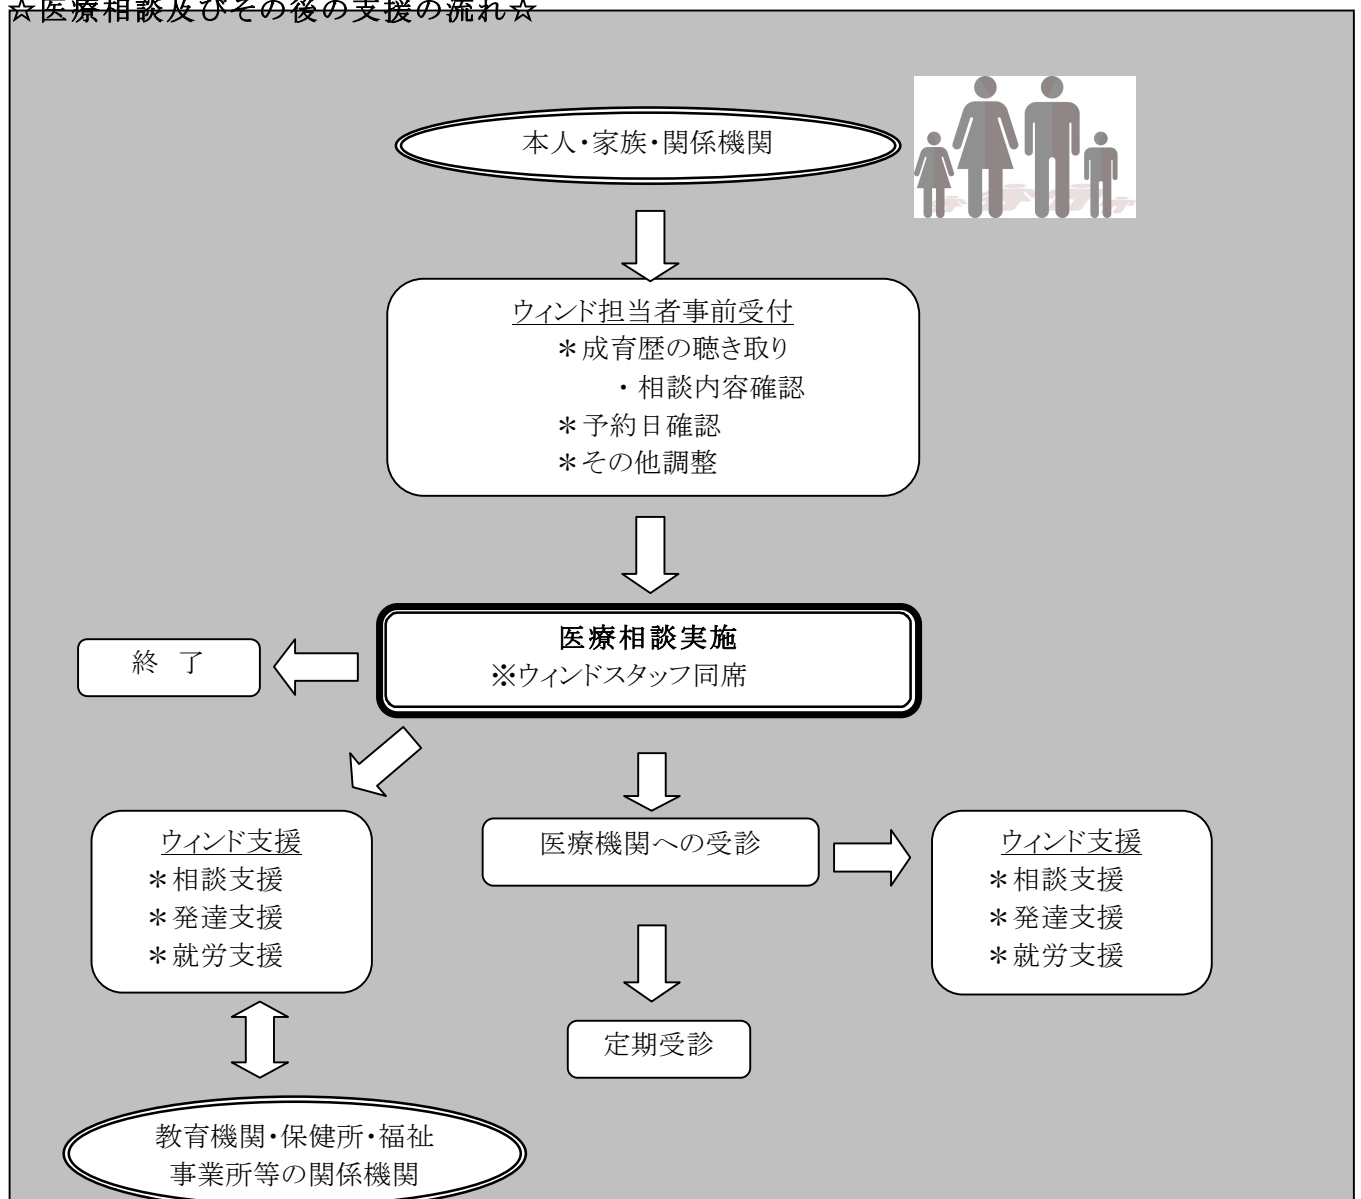 ☆医療相談及びその後の支援の流れ☆
本人・家族・関係機関
ウィンド担当者事前受付
＊成育歴の聴き取り
・相談内容確認
＊予約日確認
＊その他調整
医療相談実施
※ウィンドスタッフ同席
終　了
ウィンド支援
＊相談支援
＊発達支援
＊就労支援
医療機関への受診
ウィンド支援
＊相談支援
＊発達支援
＊就労支援
定期受診
教育機関・保健所・福祉
事業所等の関係機関